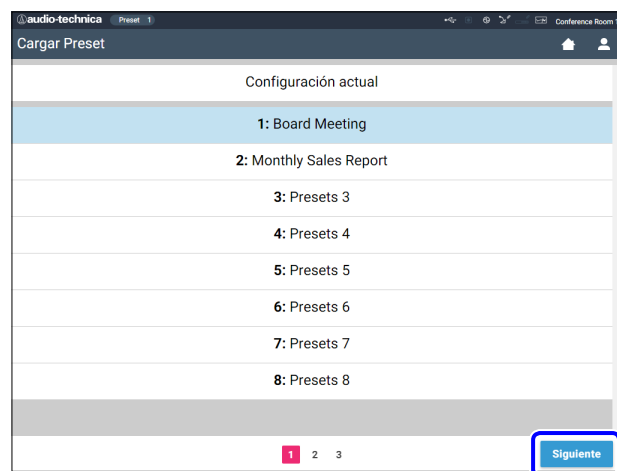 audio-technica Preset 1 Conference Room 1
Cargar Preset
Configuración actual
1: Board Meeting
2: Monthly Sales Report
3: Presets 3
4: Presets 4
5: Presets 5
6: Presets 6
7: Presets 7
8: Presets 8
1 2 3 Siguiente